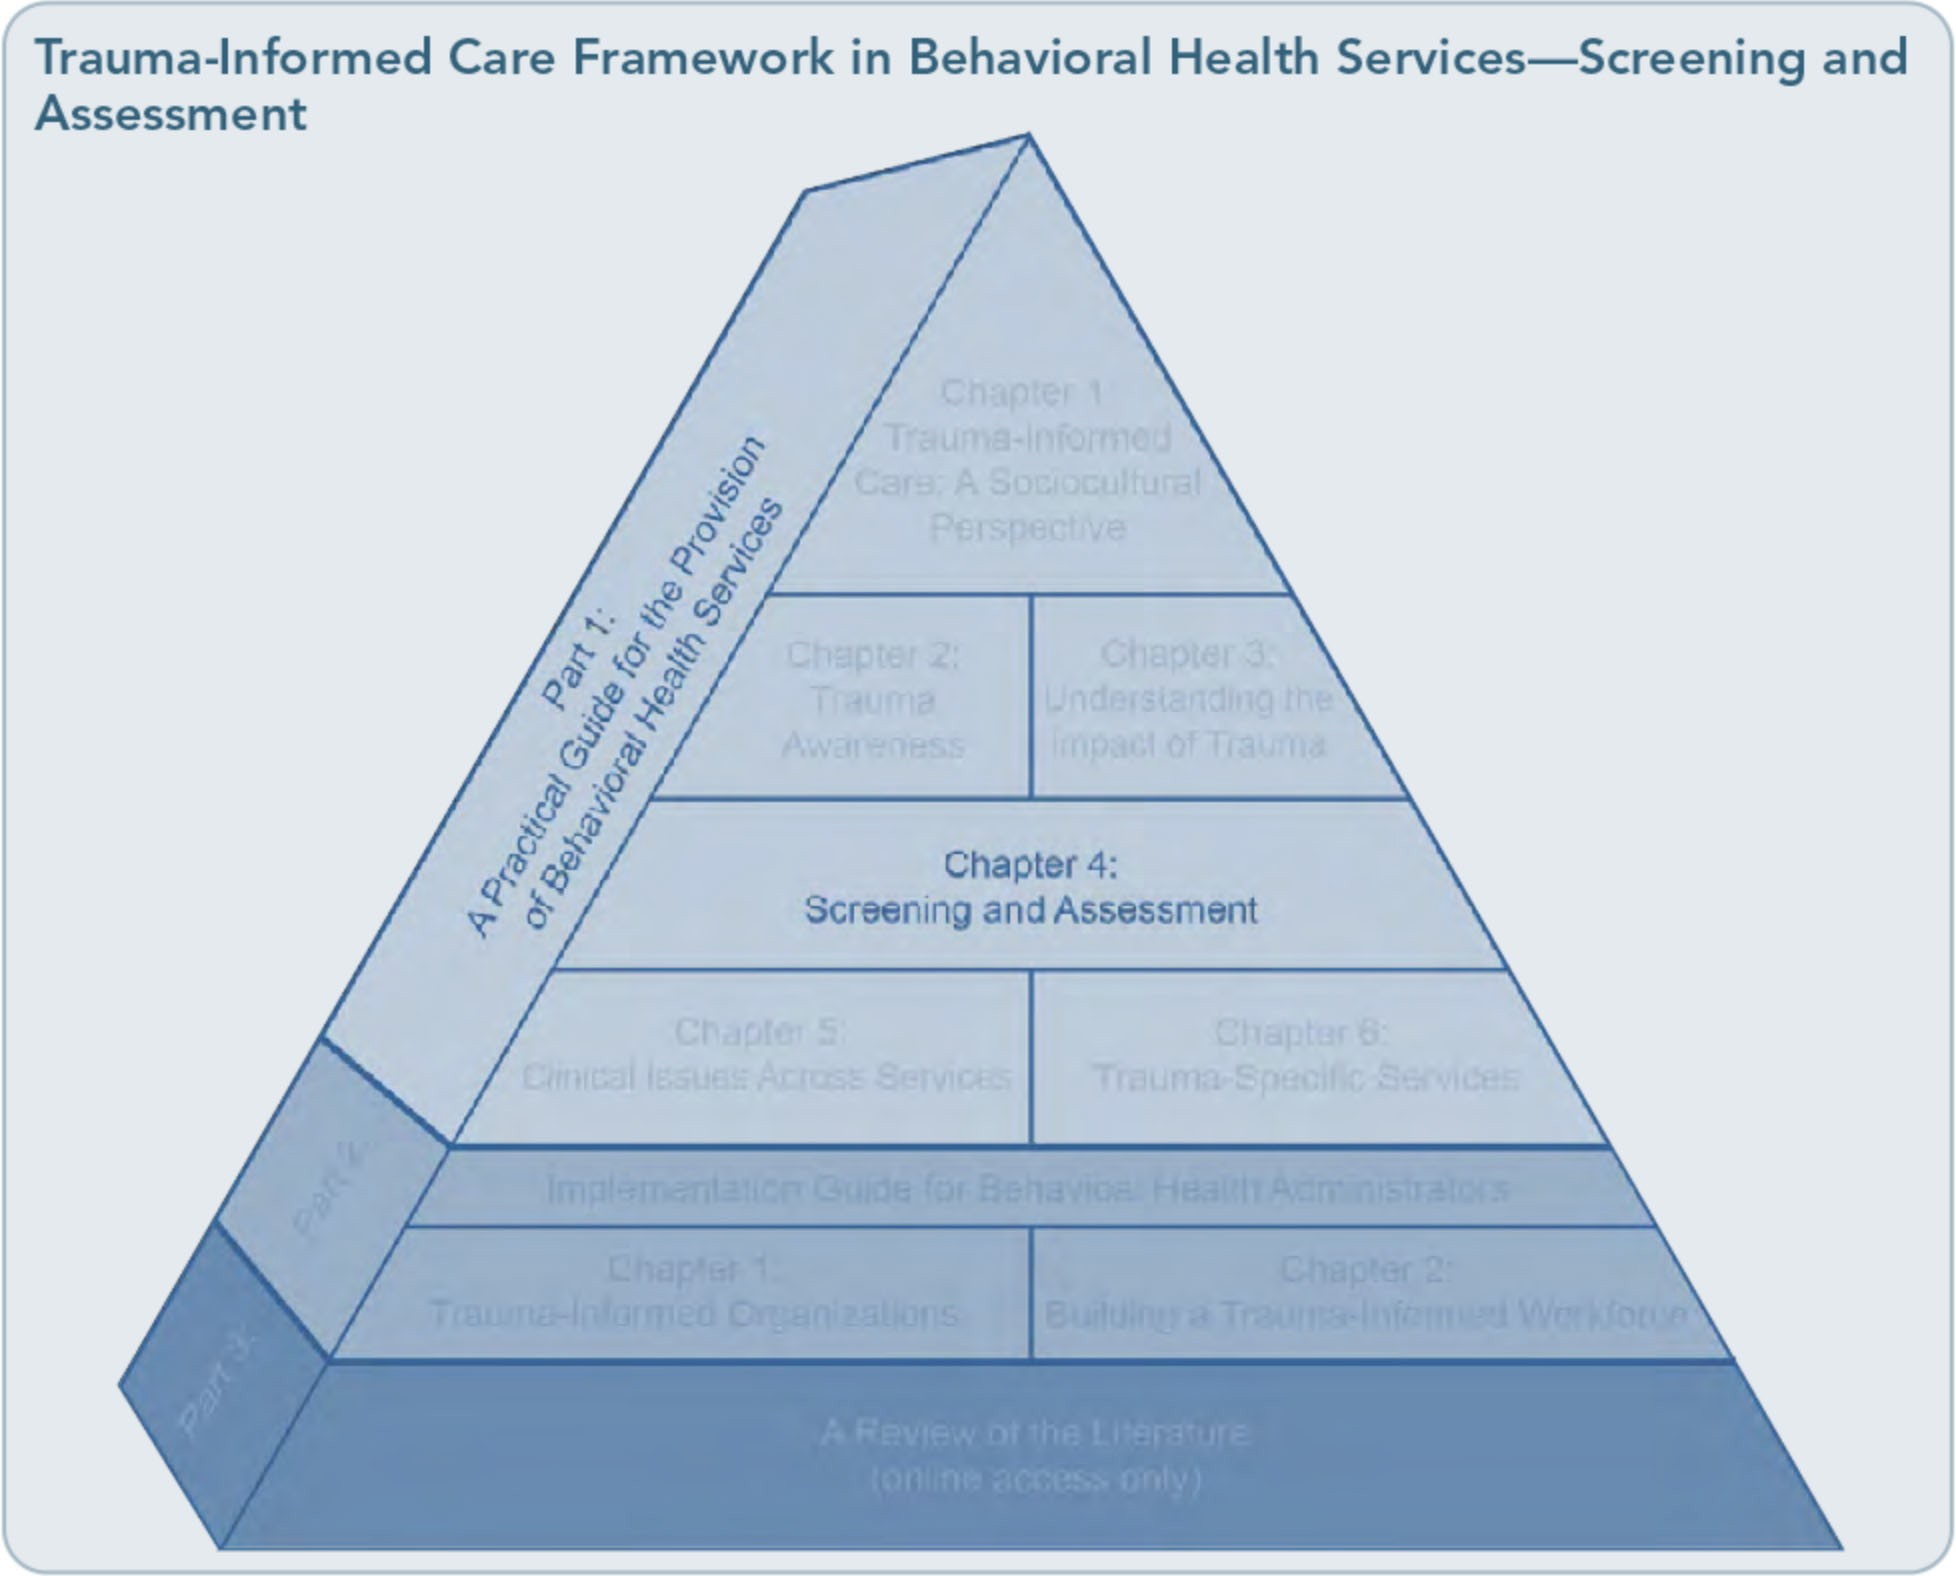 Trauma-Informed Care Framework in Behavioral Health Services—Screening and
Assessment
Part 1:
A Practical Guide for the Provision
of Behavioral Health Services
Chapter 1
Trauma-Informed
Care: A Sociocultural
Perspective
Chapter 2:
Trauma
Awareness
Chapter 3:
Understanding the
Impact of Trauma
Chapter 4:
Screening and Assessment
Chapter 5:
Clinical Issues Across Services
Chapter 6:
Trauma-Specific Services
Part 2:
Implementation Guide for Behavioral Health Administrators
Chapter 1:
Trauma-Informed Organizations
Chapter 2:
Building a Trauma-Informed Workforce
Part 3:
A Review of the Literature
(online access only)